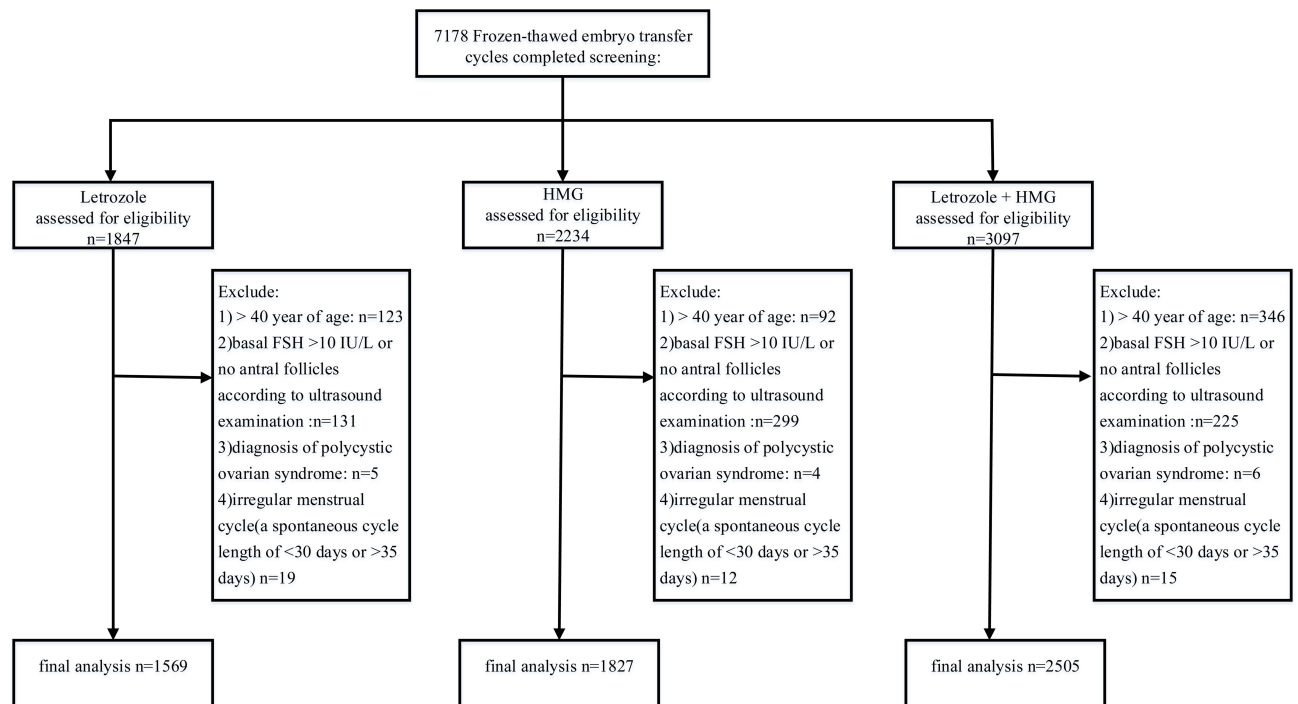 7178 Frozen-thawed embryo transfer
cycles completed screening:
Letrozole
assessed for eligibility
n=1847
HMG
assessed for eligibility
n=2234
Letrozole + HMG
assessed for eligibility
n=3097
Exclude:
1) > 40 year of age: n=123
2)basal FSH >10 IU/L or
no antral follicles
according to ultrasound
examination :n=131
3)diagnosis of polycystic
ovarian syndrome: n=5
4)irregular menstrual
cycle(a spontaneous cycle
length of <30 days or >35
days) n=19
Exclude:
1) > 40 year of age: n=92
2)basal FSH >10 IU/L or
no antral follicles
according to ultrasound
examination :n=299
3)diagnosis of polycystic
ovarian syndrome: n=4
4)irregular menstrual
cycle(a spontaneous cycle
length of <30 days or >35
days) n=12
Exclude:
1) > 40 year of age: n=346
2)basal FSH >10 IU/L or
no antral follicles
according to ultrasound
examination :n=225
3)diagnosis of polycystic
ovarian syndrome: n=6
4)irregular menstrual
cycle(a spontaneous cycle
length of <30 days or >35
days) n=15
final analysis n=1569
final analysis n=1827
final analysis n=2505